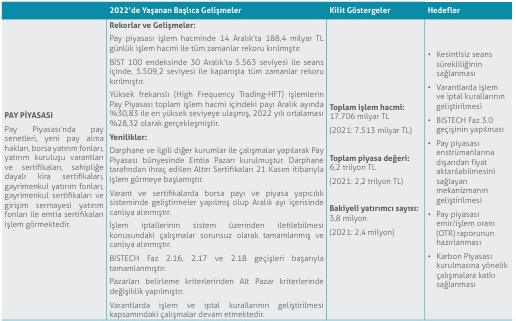 2022’de Yaşanan Başlıca Gelişmeler
Kilit Göstergeler
Hedefler
PAY PİYASASI
Pay Piyasası'nda pay
senetleri, yeni pay alma
hakları, borsa yatırım fonları,
yatırım kuruluşu varantları
ve sertifikaları, sahipliğe
dayalı kira sertifikaları,
gayrimenkul yatırım fonları,
gayrimenkul sertifikaları ve
girişim sermayesi yatırım
fonları ile emtia sertifikaları
işlem görmektedir.
Rekorlar ve Gelişmeler:
Pay piyasası işlem hacminde 14 Aralık’ta 188,4 milyar TL
günlük işlem hacmi ile tüm zamanlar rekoru kırılmıştır.
BİST 100 endeksinde 30 Aralık’ta 5.563 seviyesi ile seans
içinde, 5.509,2 seviyesi ile kapanışta tüm zamanlar rekoru
kırılmıştır.
Yüksek frekanslı (High Frequency Trading-HFT) işlemlerin
Pay Piyasası toplam işlem hacmi içindeki payı Aralık ayında
%30,83 ile en yüksek seviyeye ulaşmış, 2022 yılı ortalaması
%28,32 olarak gerçekleşmiştir.
Yenilikler:
Darphane ve ilgili diğer kurumlar ile çalışmalar yapılarak Pay
Piyasası bünyesinde Emtia Pazarı kurulmuştur. Darphane
tarafından ihraç edilen Altın Sertifikaları 21 Kasım itibarıyla
işlem görmeye başlamıştır.
Varant ve sertifikalarda borsa payı ve piyasa yapıcılık
sisteminde geliştirmeler yapılmış olup Aralık ayı içerisinde
canlıya alınmıştır.
İşlem iptallerinin sistem üzerinden iletilebilmesi
konusundaki çalışmalar sorunsuz olarak tamamlanmış ve
canlıya alınmıştır.
BISTECH Faz 2.16, 2.17 ve 2.18 geçişleri başarıyla
tamamlanmıştır.
Pazarları belirleme kriterlerinden Alt Pazar kriterlerinde
değişiklik yapılmıştır.
Varantlarda işlem ve iptal kurallarının geliştirilmesi
kapsamındaki çalışmalar devam etmektedir.
Toplam işlem hacmi:
17.706 milyar TL
(2021: 7.513 milyar TL)
Toplam piyasa değeri:
6,2 trilyon TL
(2021: 2,2 trilyon TL)
Bakiyeli yatırımcı sayısı:
3,8 milyon
(2021: 2,4 milyon)
• Kesintisiz seans
sürekliliğinin
sağlanması
• Varantlarda işlem
ve iptal kurallarının
geliştirilmesi
• BISTECH Faz 3.0
geçişinin yapılması
• Pay piyasası
enstrümanlarına
dışarıdan fiyat
aktarılabilmesini
sağlayan
mekanizmanın
geliştirilmesi
• Pay piyasası
emir/işlem oranı
(OTR) raporunun
hazırlanması
• Karbon Piyasası
kurulmasına yönelik
çalışmalara katkı
sağlanması